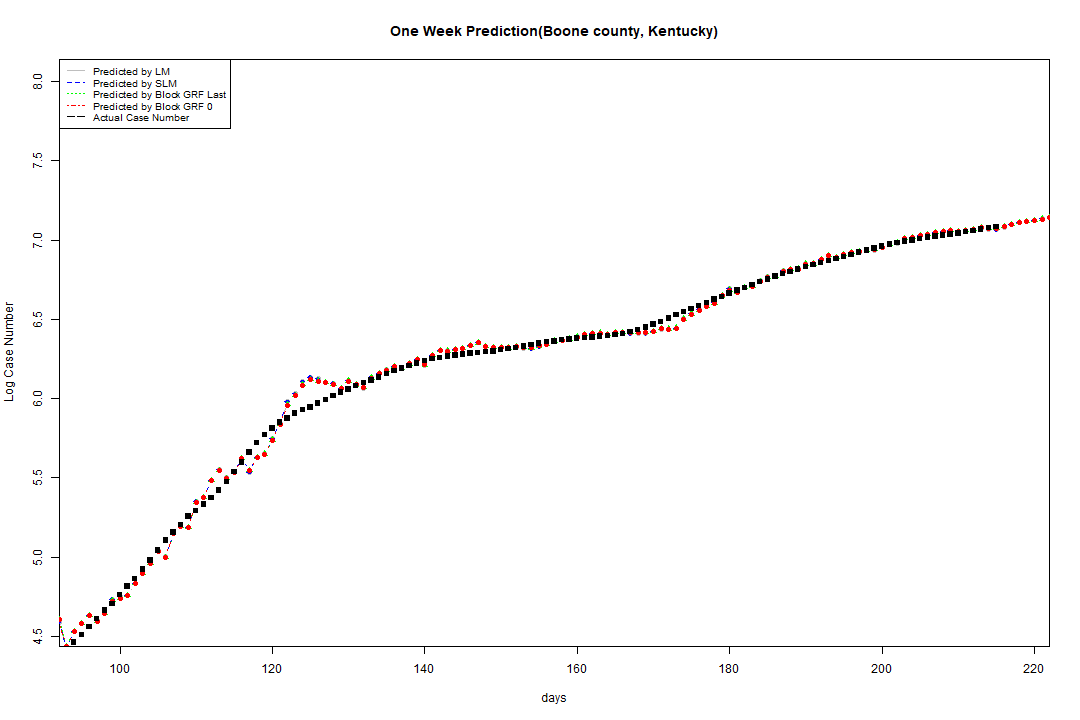 One Week Prediction(Boone county, Kentucky)
Predicted by LM
Predicted by SLM
Predicted by Block GRF Last
Predicted by Block GRF 0
Actual Case Number
8.0
7.5
7.0
6.5
6.0
5.5
5.0
4.5
Log Case Number
100 120 140 160 180 200 220
days